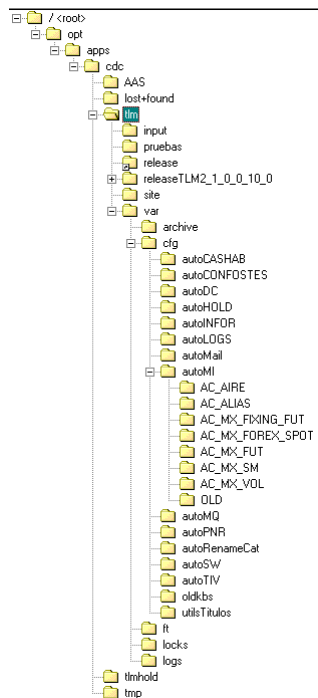 / <root>
opt
apps
cdc
AAS
lost+found
tlm
input
pruebas
release
releaseTLM2_1_0_0_10_0
site
var
archive
cfg
autoCASHAB
autoCONFOSTES
autoDC
autoHOLD
autoINFOR
autoLOGS
autoMail
autoMI
AC_AIRE
AC_ALIAS
AC_MX_FIXING_FUT
AC_MX_FOREX_SPOT
AC_MX_FUT
AC_MX_SM
AC_MX_VOL
OLD
autoMQ
autoPNR
autoRenameCat
autoSW
autoTIV
oldkbs
utilsTitulos
ft
locks
logs
tlmhold
tmp